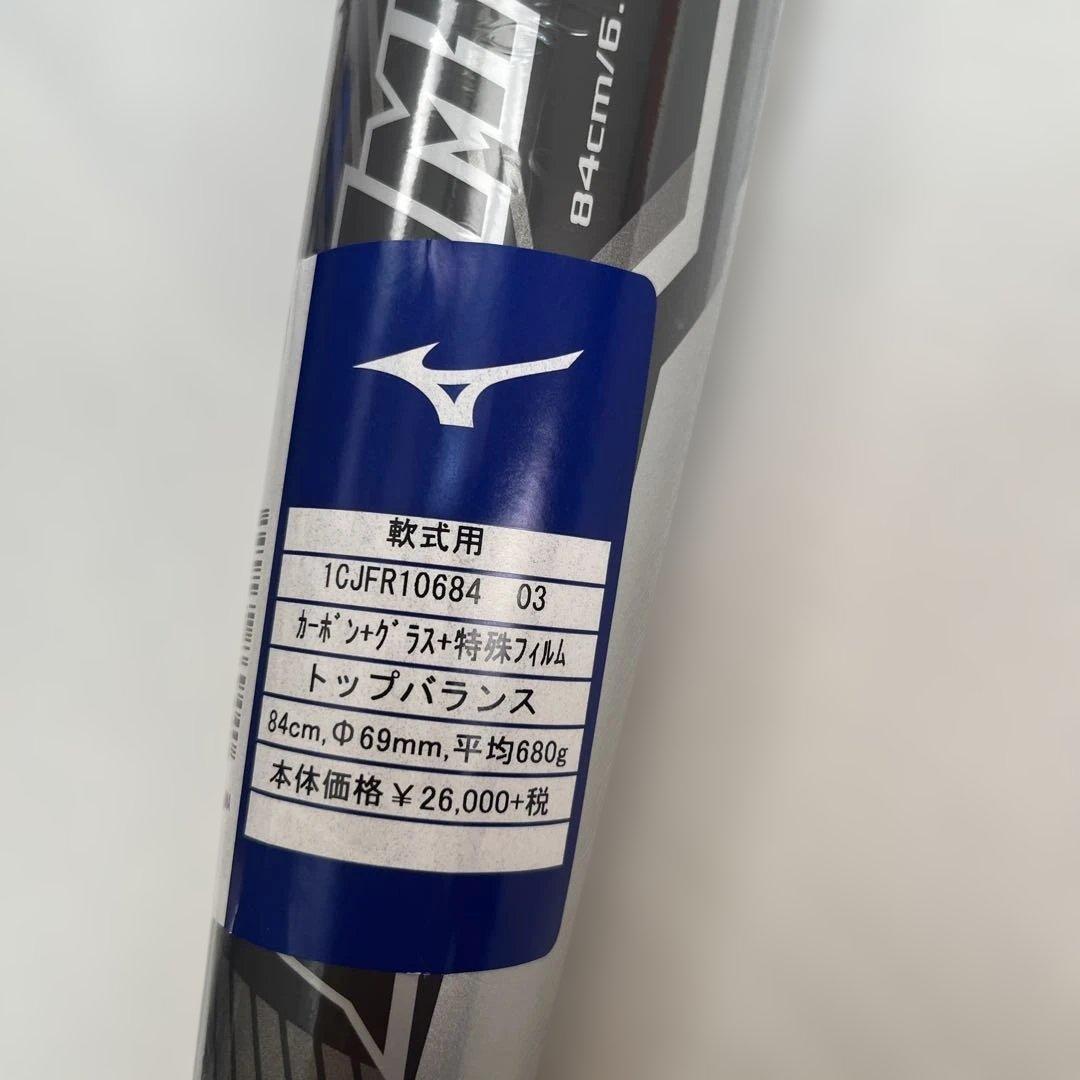 84cm/6.
軟式用
1CJFR10684 03
ｶｰﾎﾞﾝ+ｸﾞﾗｽ+特殊ﾌｨﾙﾑ
トップバランス
84cm,Φ69mm,平均680g
本体価格￥26,000+税